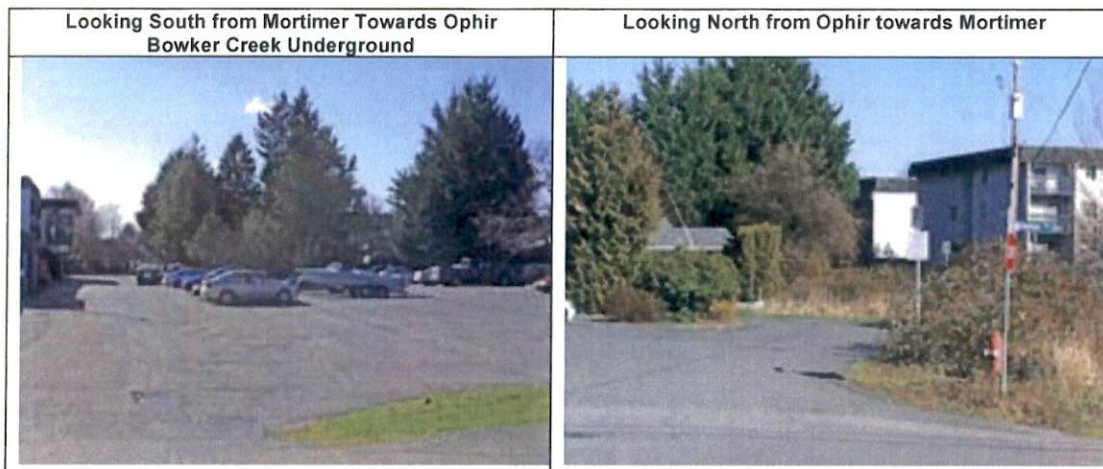 Looking South from Mortimer Towards Ophir
Bowker Creek Underground
Looking North from Ophir towards Mortimer